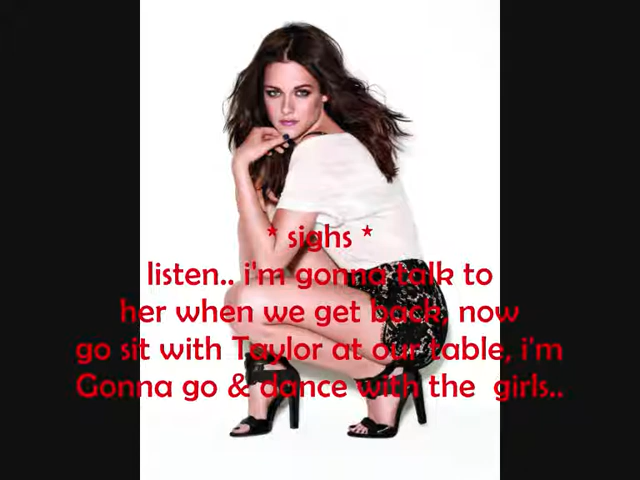 * sighs *
listen.. i'm gonna talk to
her when we get back, now
go sit with Taylor at our table, i'm
Gonna go & dance with the girls..